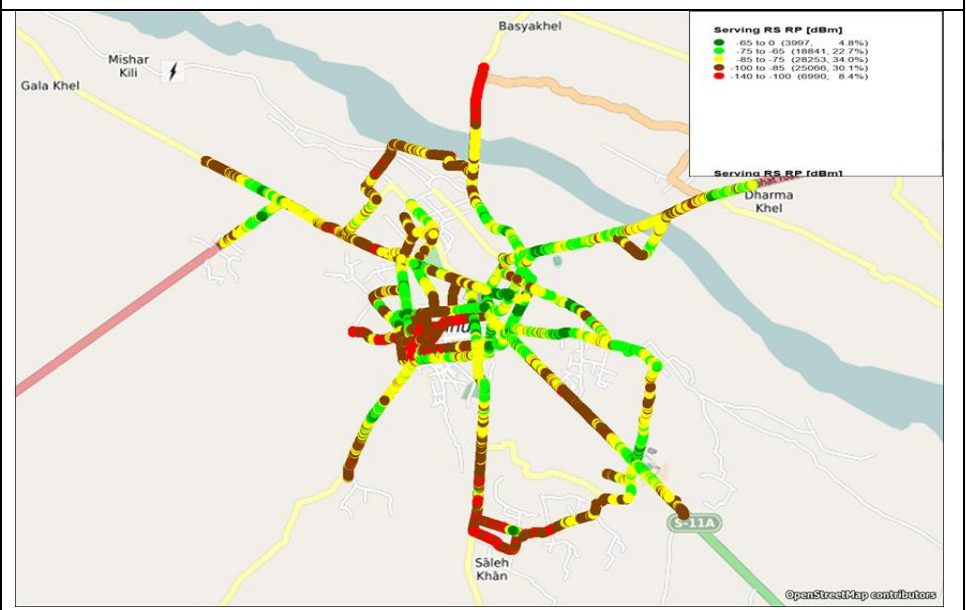 Basyakhel
Mishar
Kili
Gala Khel
Serving RS RP [dBm]
-65 to 0 (3997, 4.8%)
-75 to -65 (18841, 22.7%)
-85 to -75 (28253, 34.0%)
-100 to -85 (25066, 30.1%)
-140 to -100 (6990, 8.4%)
Serving RS RP [dBm]
Dharma
Khel
S-11A
Sāleh
Khān
OpenStreetMap contributors